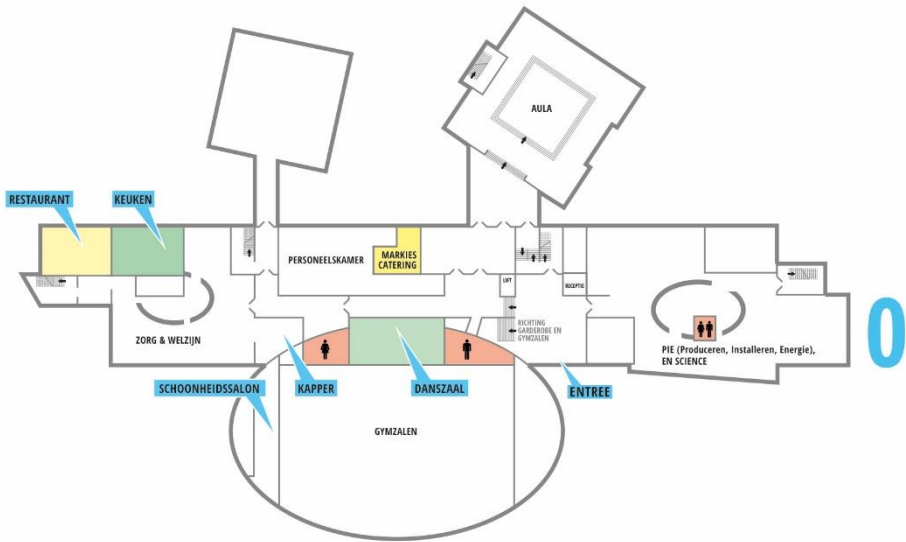 AULA
RESTAURANT
KEUKEN
PERSONEELSKAMER
MARKIES
CATERING
LIFT
RECEPTIE
0
RICHTING
GARDEROBE EN
GYMZALEN
ZORG & WELZIJN
PIE (Produceren, Installeren, Energie),
EN SCIENCE
SCHOONHEIDSSALON
KAPPER
DANSZAAL
ENTREE
GYMZALEN